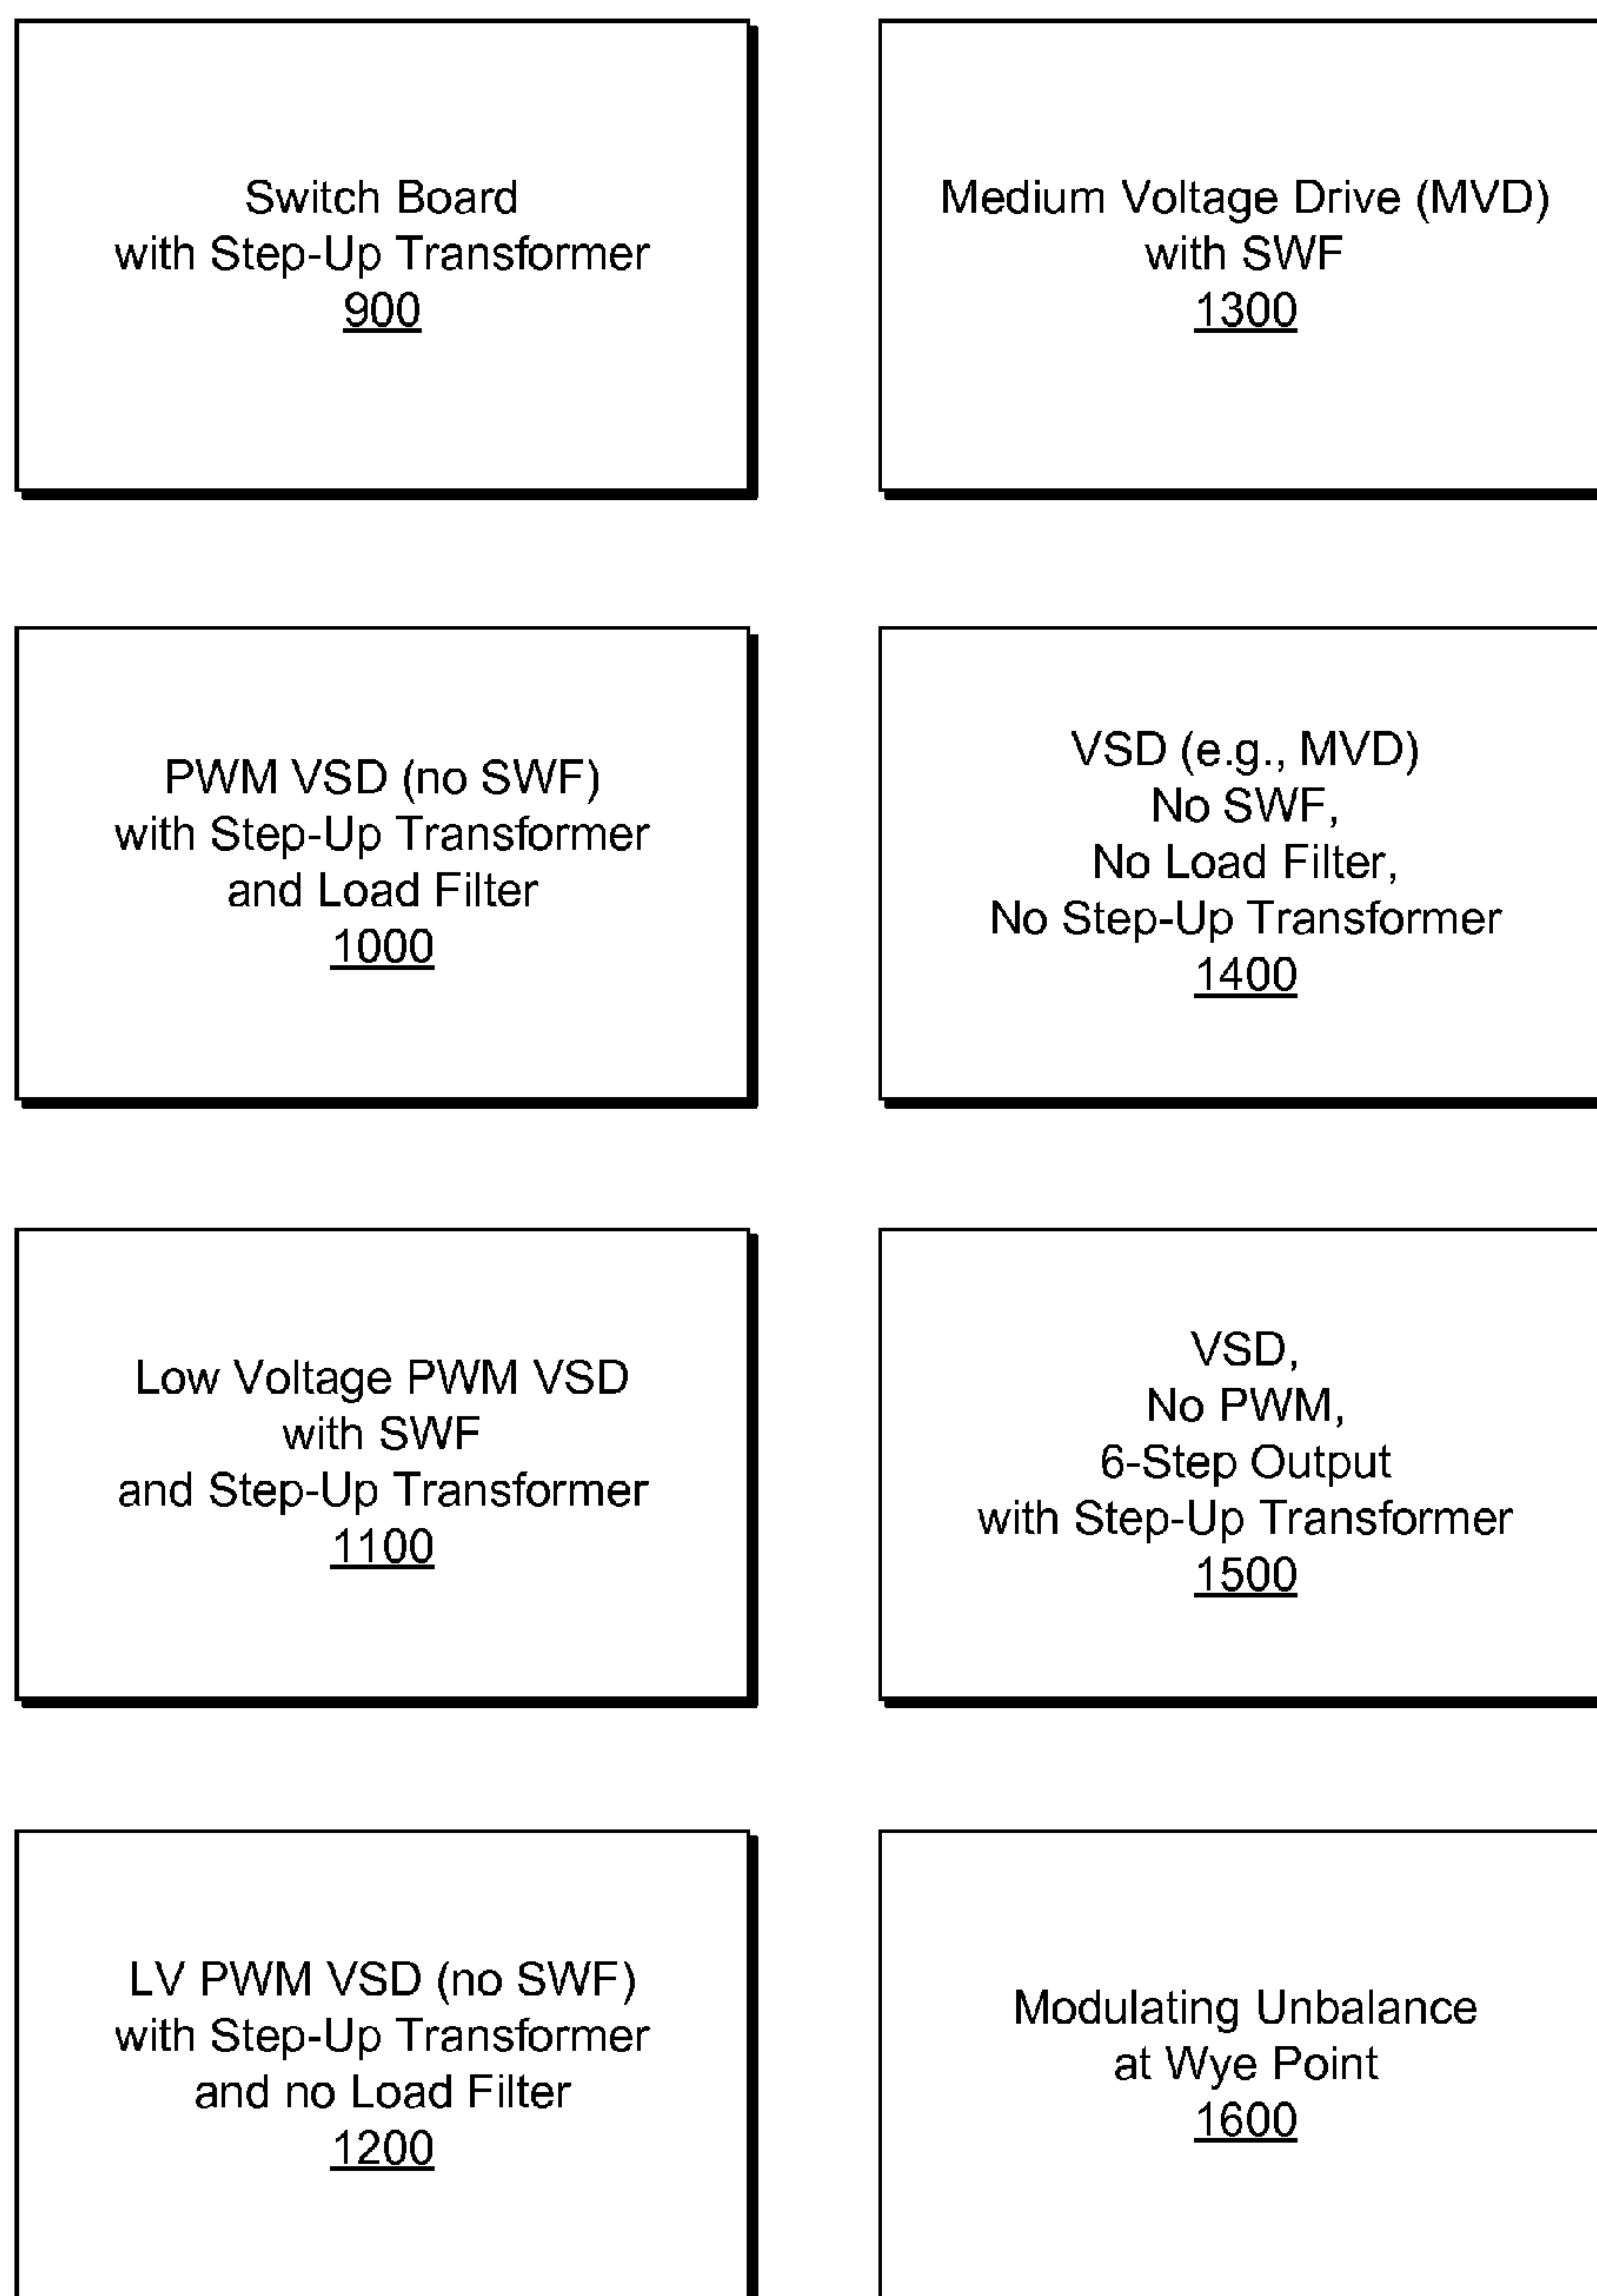 Switch Board
with Step-Up Transformer
900
PWM VSD (no SWF)
with Step-Up Transformer
and Load Filter
1000
Low Voltage PWM VSD
with SWF
and Step-Up Transformer
1100
LV PWM VSD (no SWF)
with Step-Up Transformer
and no Load Filter
1200
Medium Voltage Drive (MVD)
with SWF
1300
VSD (e.g., MVD)
No SWF,
No Load Filter,
No Step-Up Transformer
1400
VSD,
No PWM,
6-Step Output
with Step-Up Transformer
1500
Modulating Unbalance
at Wye Point
1600